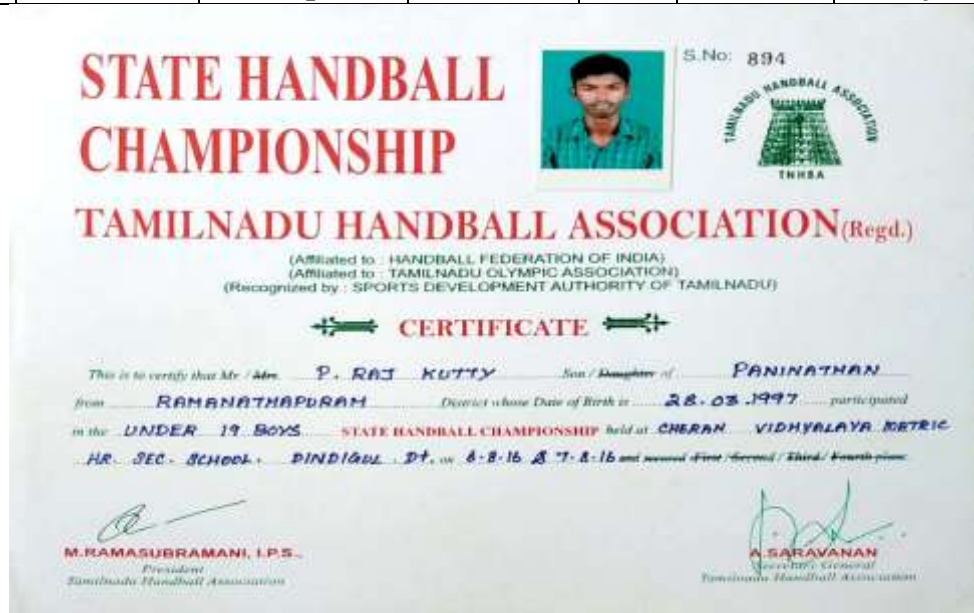 STATE HANDBALL
CHAMPIONSHIP
S.No: 894
TAMILNADU HANDBALL ASSOCIATION
TNHBA
TAMILNADU HANDBALL ASSOCIATION (Regd.)
(Affiliated to : HANDBALL FEDERATION OF INDIA)
(Affiliated to : TAMILNADU OLYMPIC ASSOCIATION)
(Recognized by : SPORTS DEVELOPMENT AUTHORITY OF TAMILNADU)
CERTIFICATE
This is to certify that Mr / Mrs. P. RAJ KUTTY Son / Daughter of PANINATHAN
from RAMANATHAPURAM District whose Date of Birth is 28.03.1997 participated
in the UNDER 19 BOYS STATE HANDBALL CHAMPIONSHIP held at CHERAN VIDHYALAYA MATRIC
HR. SEC. SCHOOL. DINDIGUL. Dt. on 6-8-16 & 7-8-16 and secured First / Second / Third / Fourth place
M.RAMASUBRAMANI, I.P.S.,
President
Tamilnadu Handball Association
A.SARAVANAN
Secretary General
Tamilnadu Handball Association